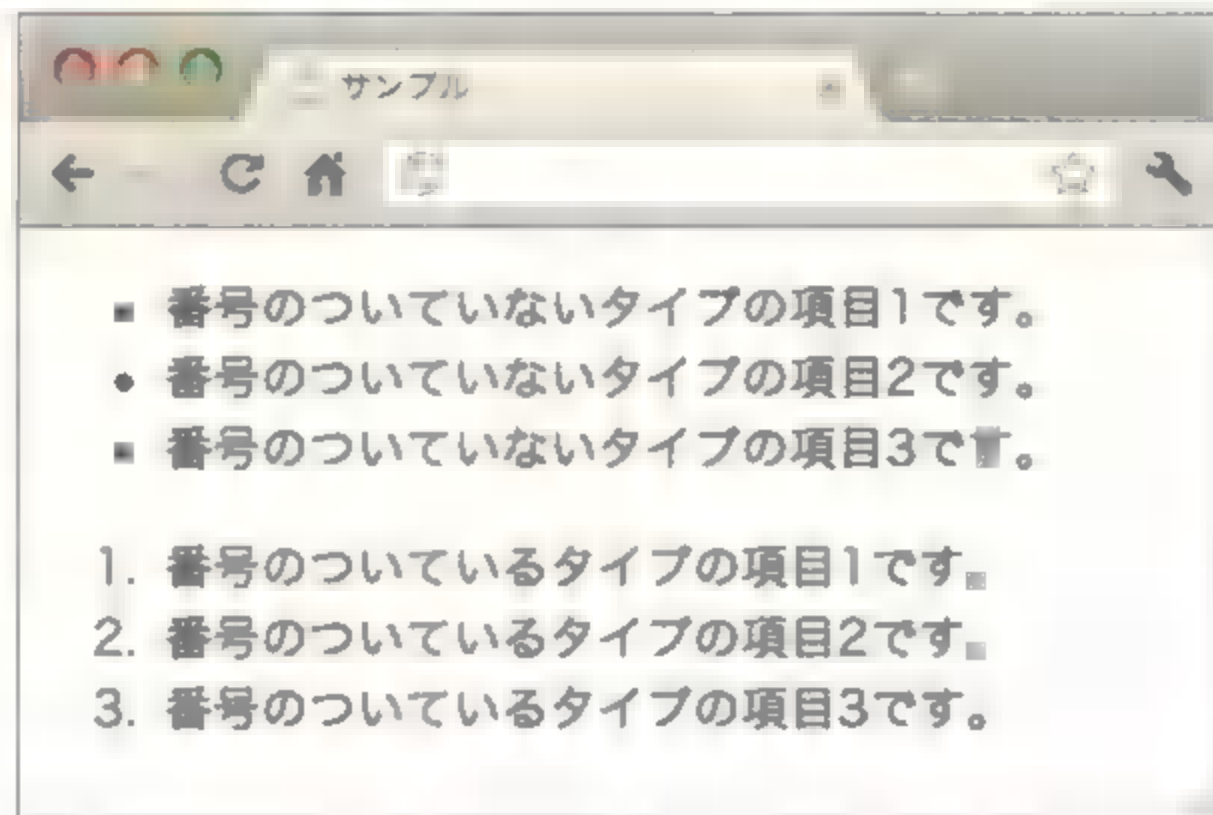 サンプル
• 番号のついていないタイプの項目1です。
• 番号のついていないタイプの項目2です。
• 番号のついていないタイプの項目3です。
1. 番号のついているタイプの項目1です。
2. 番号のついているタイプの項目2です。
3. 番号のついているタイプの項目3です。